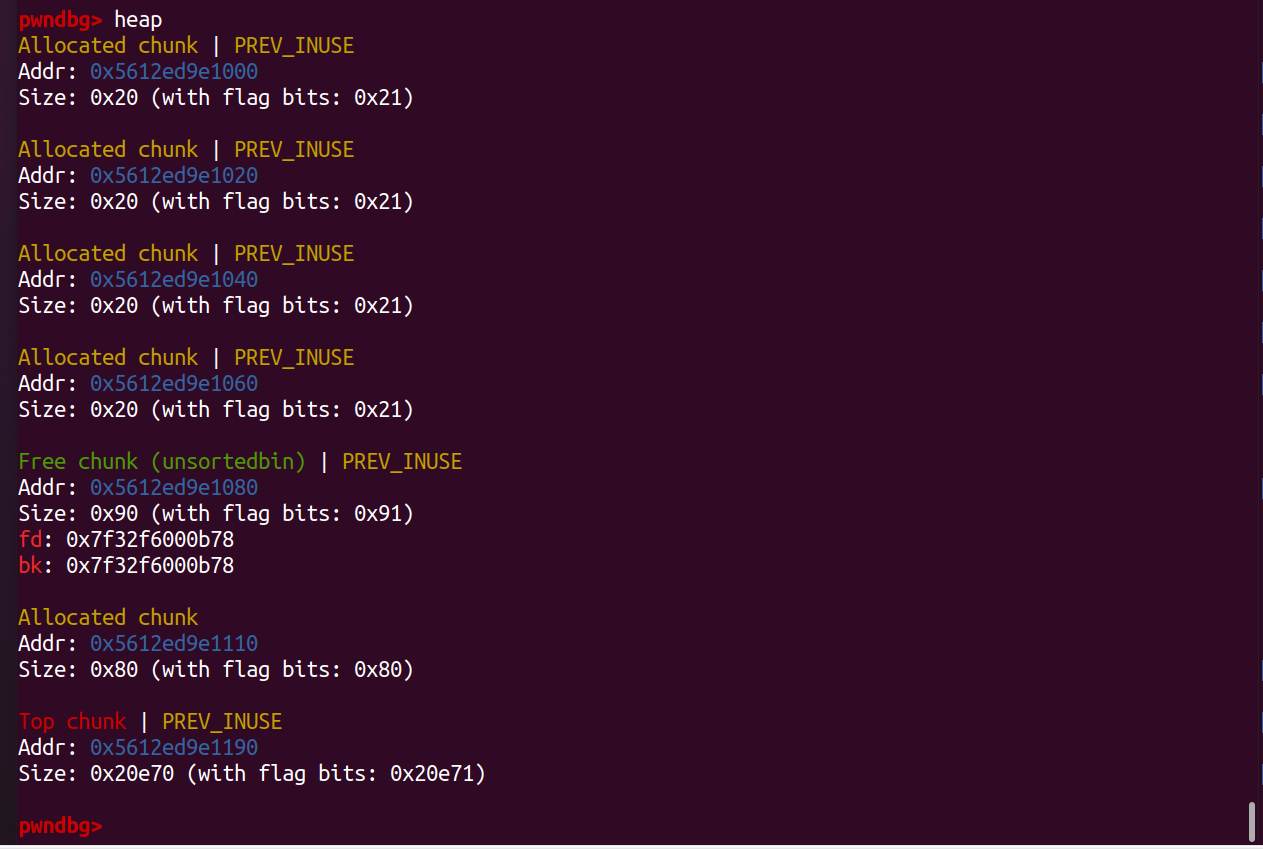 pwndbg> heap
Allocated chunk | PREV_INUSE
Addr: 0x5612ed9e1000
Size: 0x20 (with flag bits: 0x21)
Allocated chunk | PREV_INUSE
Addr: 0x5612ed9e1020
Size: 0x20 (with flag bits: 0x21)
Allocated chunk | PREV_INUSE
Addr: 0x5612ed9e1040
Size: 0x20 (with flag bits: 0x21)
Allocated chunk | PREV_INUSE
Addr: 0x5612ed9e1060
Size: 0x20 (with flag bits: 0x21)
Free chunk (unsortedbin) | PREV_INUSE
Addr: 0x5612ed9e1080
Size: 0x90 (with flag bits: 0x91)
fd: 0x7f32f6000b78
bk: 0x7f32f6000b78
Allocated chunk
Addr: 0x5612ed9e1110
Size: 0x80 (with flag bits: 0x80)
Top chunk | PREV_INUSE
Addr: 0x5612ed9e1190
Size: 0x20e70 (with flag bits: 0x20e71)
pwndbg>